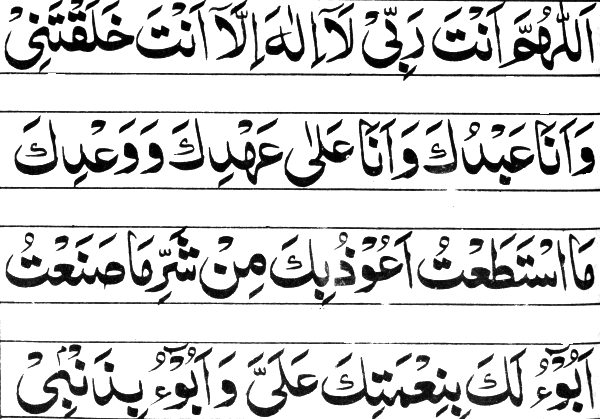 اَللّٰهُمَّ اَنْتَ رَبِّيْ لَآ اِلٰهَ اِلَّآ اَنْتَ خَلَقْتَنِيْ
وَاَنَا عَبْدُكَ وَاَنَا عَلٰى عَهْدِكَ وَوَعْدِكَ
مَا اسْتَطَعْتُ اَعُوْذُ بِكَ مِنْ شَرِّ مَا صَنَعْتُ
اَبُوْٓءُ لَكَ بِنِعْمَتِكَ عَلَيَّ وَاَبُوْٓءُ بِذَنْۢبِيْ